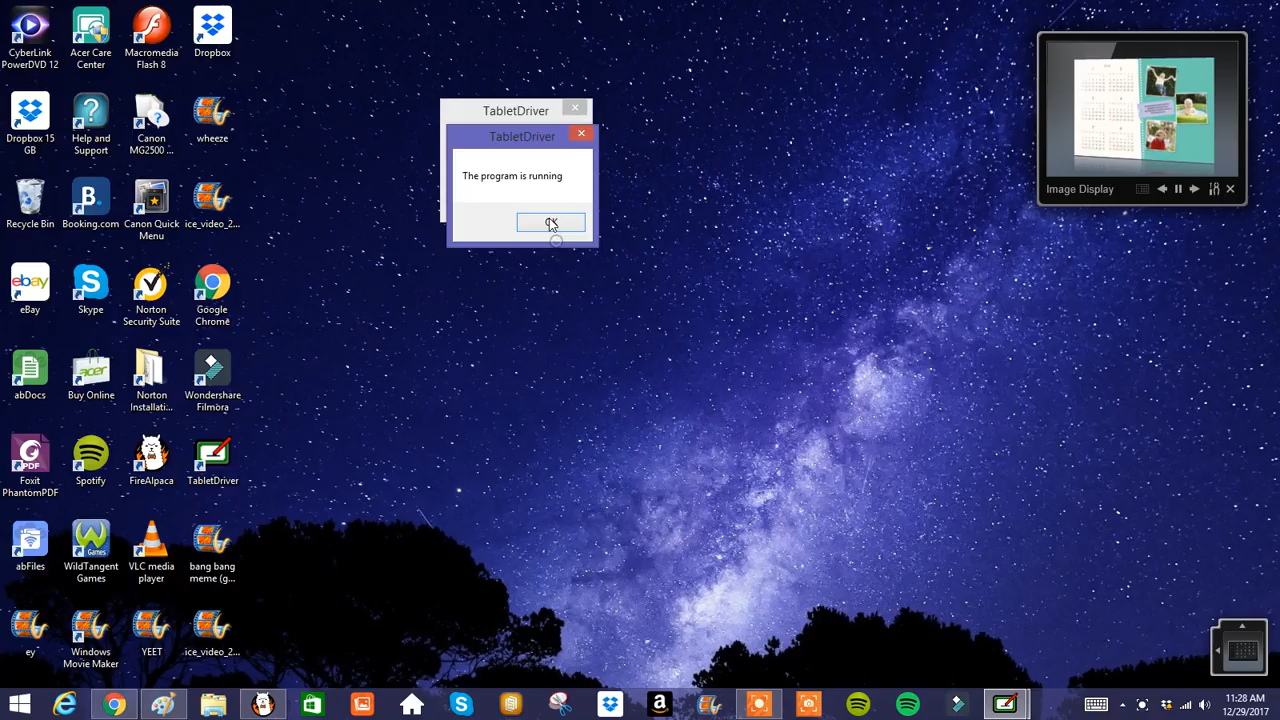 CyberLink
PowerDVD 12
Acer Care
Center
Macromedia
Flash 8
Dropbox
Dropbox 15
GB
Help and
Support
Canon
MG2500 ...
wheeze
Recycle Bin
Booking.com
Canon Quick
Menu
ice_video_2...
eBay
Skype
Norton
Security Suite
Google
Chrome
abDocs
Buy Online
Norton
Installati...
Wondershare
Filmora
Foxit
PhantomPDF
Spotify
FireAlpaca
TabletDriver
abFiles
WildTangent
Games
VLC media
player
bang bang
meme (g...
ey
Windows
Movie Maker
YEET
ice_video_2...
TabletDriver
TabletDriver
The program is running
Image Display
11:28 AM
12/29/2017